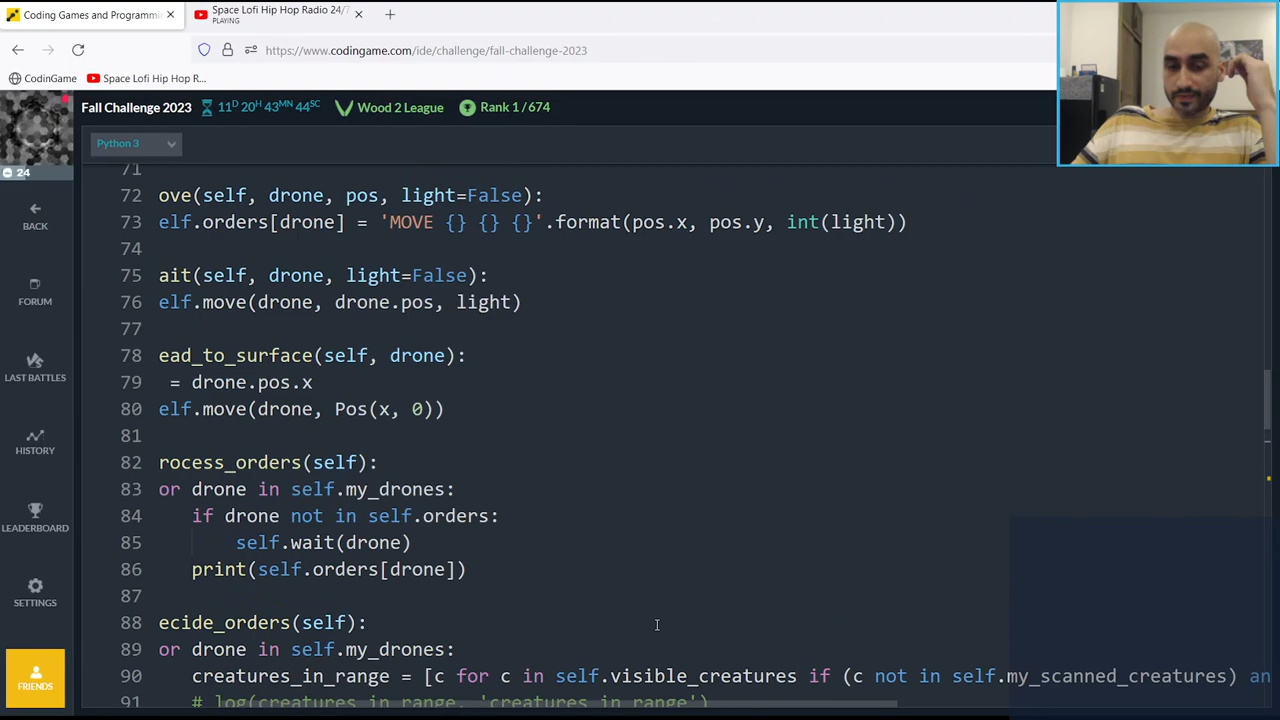 Coding Games and Programmi
Space Lofi Hip Hop Radio 24/7
PLAYING
https://www.codingame.com/ide/challenge/fall-challenge-2023
CodinGame
Space Lofi Hip Hop R...
Fall Challenge 2023
11D 20H 43MN 44SC
Wood 2 League
Rank 1 / 674
24
Python 3
BACK
FORUM
LAST BATTLES
HISTORY
LEADERBOARD
SETTINGS
FRIENDS
71
72 ove(self, drone, pos, light=False):
73 elf.orders[drone] = 'MOVE {} {} {}'.format(pos.x, pos.y, int(light))
74
75 ait(self, drone, light=False):
76 elf.move(drone, drone.pos, light)
77
78 ead_to_surface(self, drone):
79 = drone.pos.x
80 elf.move(drone, Pos(x, 0))
81
82 rocess_orders(self):
83 or drone in self.my_drones:
84 if drone not in self.orders:
85 self.wait(drone)
86 print(self.orders[drone])
87
88 ecide_orders(self):
89 or drone in self.my_drones:
90 creatures_in_range = [c for c in self.visible_creatures if (c not in self.my_scanned_creatures) an
91 # log(creatures_in_range, 'creatures in range')